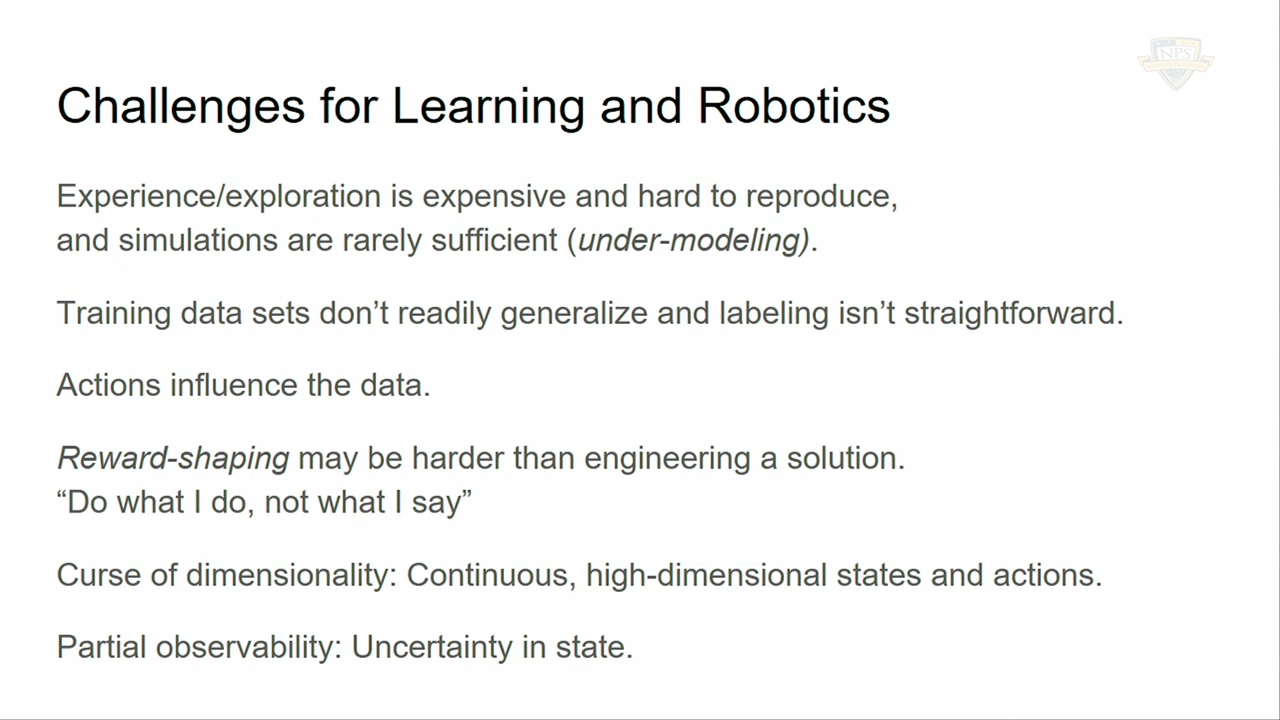 NPS
Challenges for Learning and Robotics
Experience/exploration is expensive and hard to reproduce,
and simulations are rarely sufficient (under-modeling).
Training data sets don’t readily generalize and labeling isn’t straightforward.
Actions influence the data.
Reward-shaping may be harder than engineering a solution.
“Do what I do, not what I say”
Curse of dimensionality: Continuous, high-dimensional states and actions.
Partial observability: Uncertainty in state.